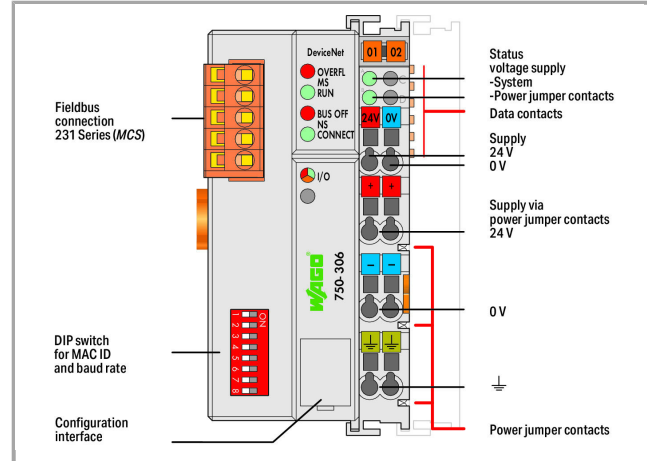 Fieldbus
connection
231 Series (MCS)
DIP switch
for MAC ID
and baud rate
Configuration
interface
DeviceNet
OVERFL
MS
RUN
BUS OFF
NS
CONNECT
I/O
WAGO
750-306
ON
1
2
3
4
5
6
7
8
01 02
C
D
24V 0V
+ +
− −
Status
voltage supply
-System
-Power jumper contacts
Data contacts
Supply
24 V
0 V
Supply via
power jumper contacts
24 V
0 V
Power jumper contacts